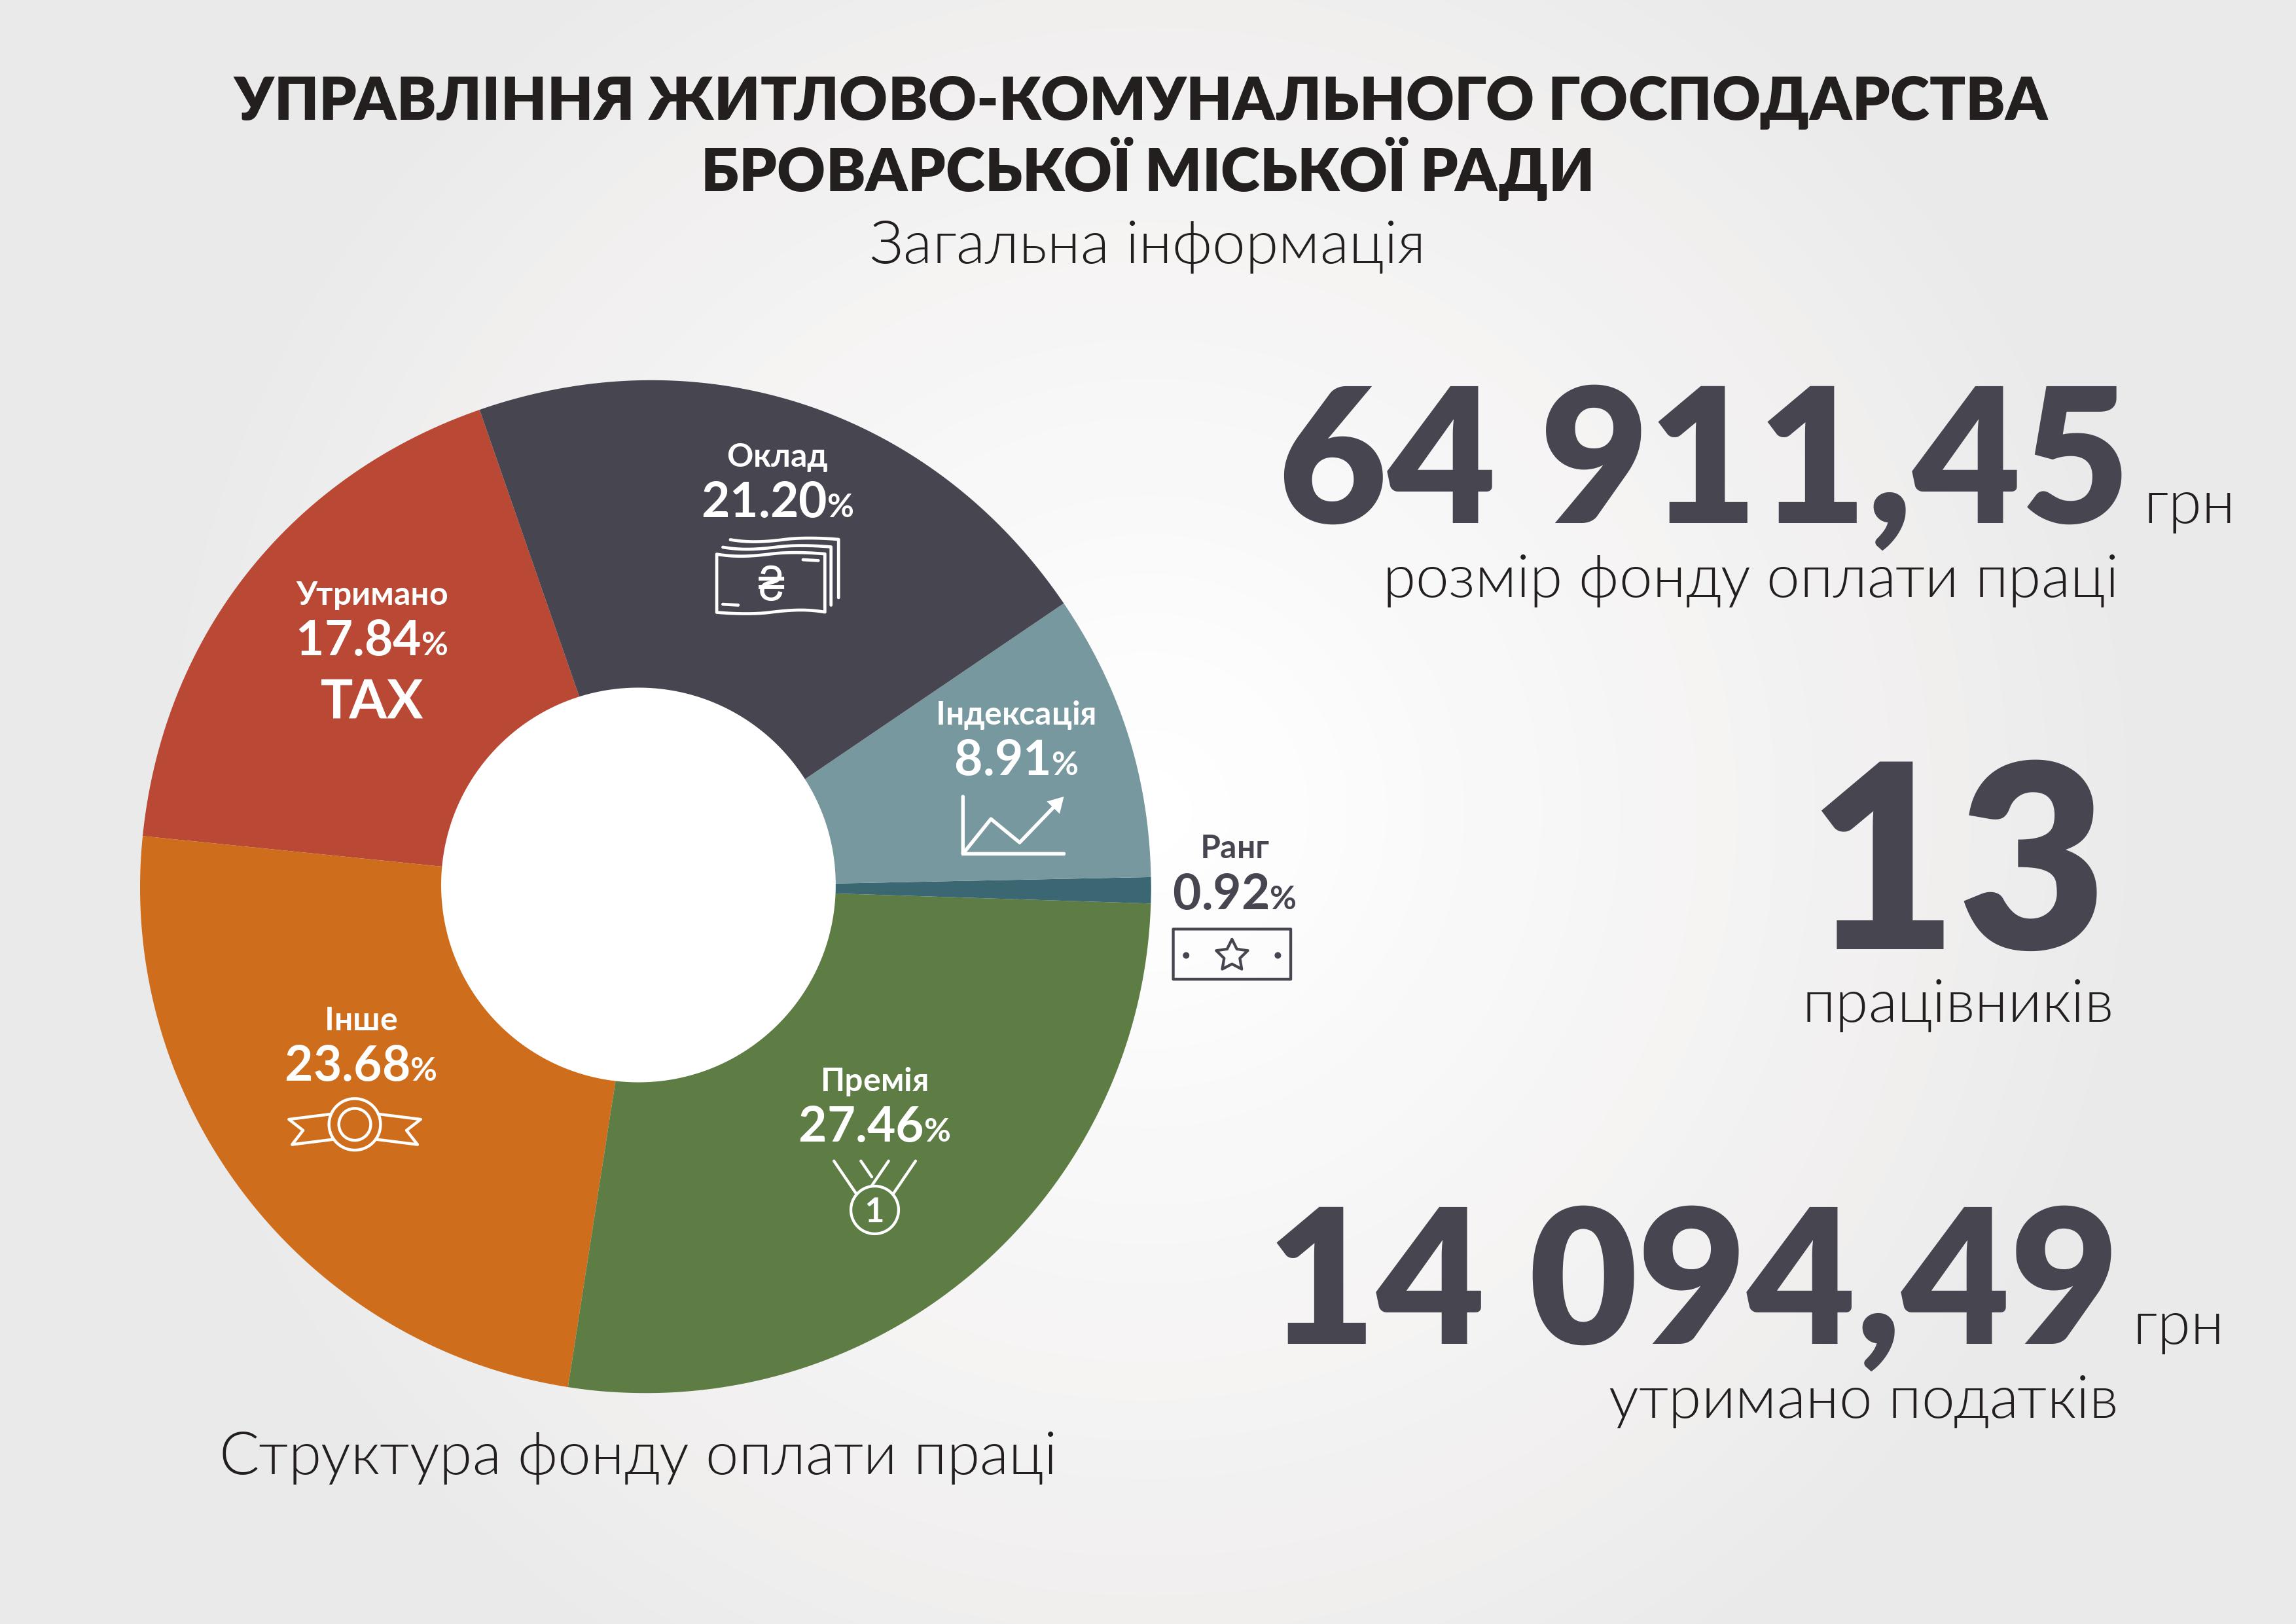 УПРАВЛІННЯ ЖИТЛОВО-КОМУНАЛЬНОГО ГОСПОДАРСТВА
БРОВАРСЬКОЇ МІСЬКОЇ РАДИ
Загальна інформація
Оклад
21.20%
₴
Утримано
17.84%
TAX
Індексація
8.91%
Ранг
0.92%
Інше
23.68%
Премія
27.46%
1
Структура фонду оплати праці
64 911,45 грн
розмір фонду оплати праці
13
працівників
14 094,49 грн
утримано податків